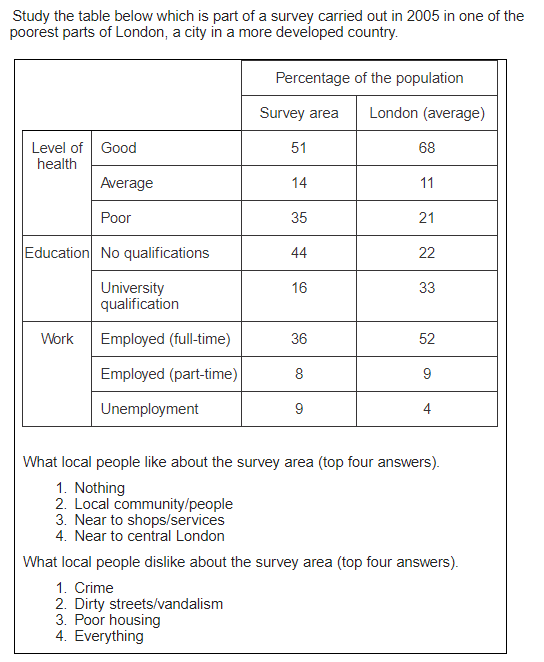 Study the table below which is part of a survey carried out in 2005 in one of the
poorest parts of London, a city in a more developed country.
Percentage of the population
Survey area London (average)
Level of health Good 51 68
Average 14 11
Poor 35 21
Education No qualifications 44 22
University qualification 16 33
Work Employed (full-time) 36 52
Employed (part-time) 8 9
Unemployment 9 4
What local people like about the survey area (top four answers).
1. Nothing
2. Local community/people
3. Near to shops/services
4. Near to central London
What local people dislike about the survey area (top four answers).
1. Crime
2. Dirty streets/vandalism
3. Poor housing
4. Everything